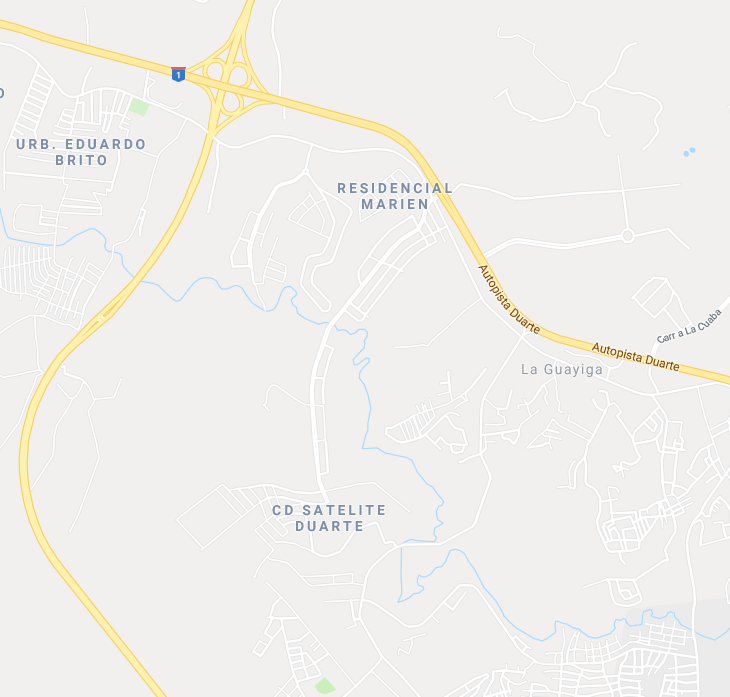 1
O
URB. EDUARDO
BRITO
RESIDENCIAL
MARIEN
Autopista Duarte
Carr a La Cuaba
Autopista Duarte
La Guayiga
CD SATELITE
DUARTE